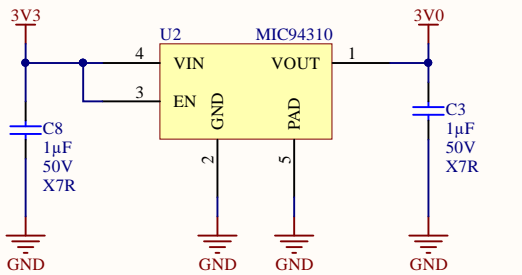 3V3
3V0
U2
MIC94310
4
VIN
VOUT
1
3
EN
GND
PAD
C8
1µF
50V
X7R
C3
1µF
50V
X7R
2
5
GND
GND
GND
GND